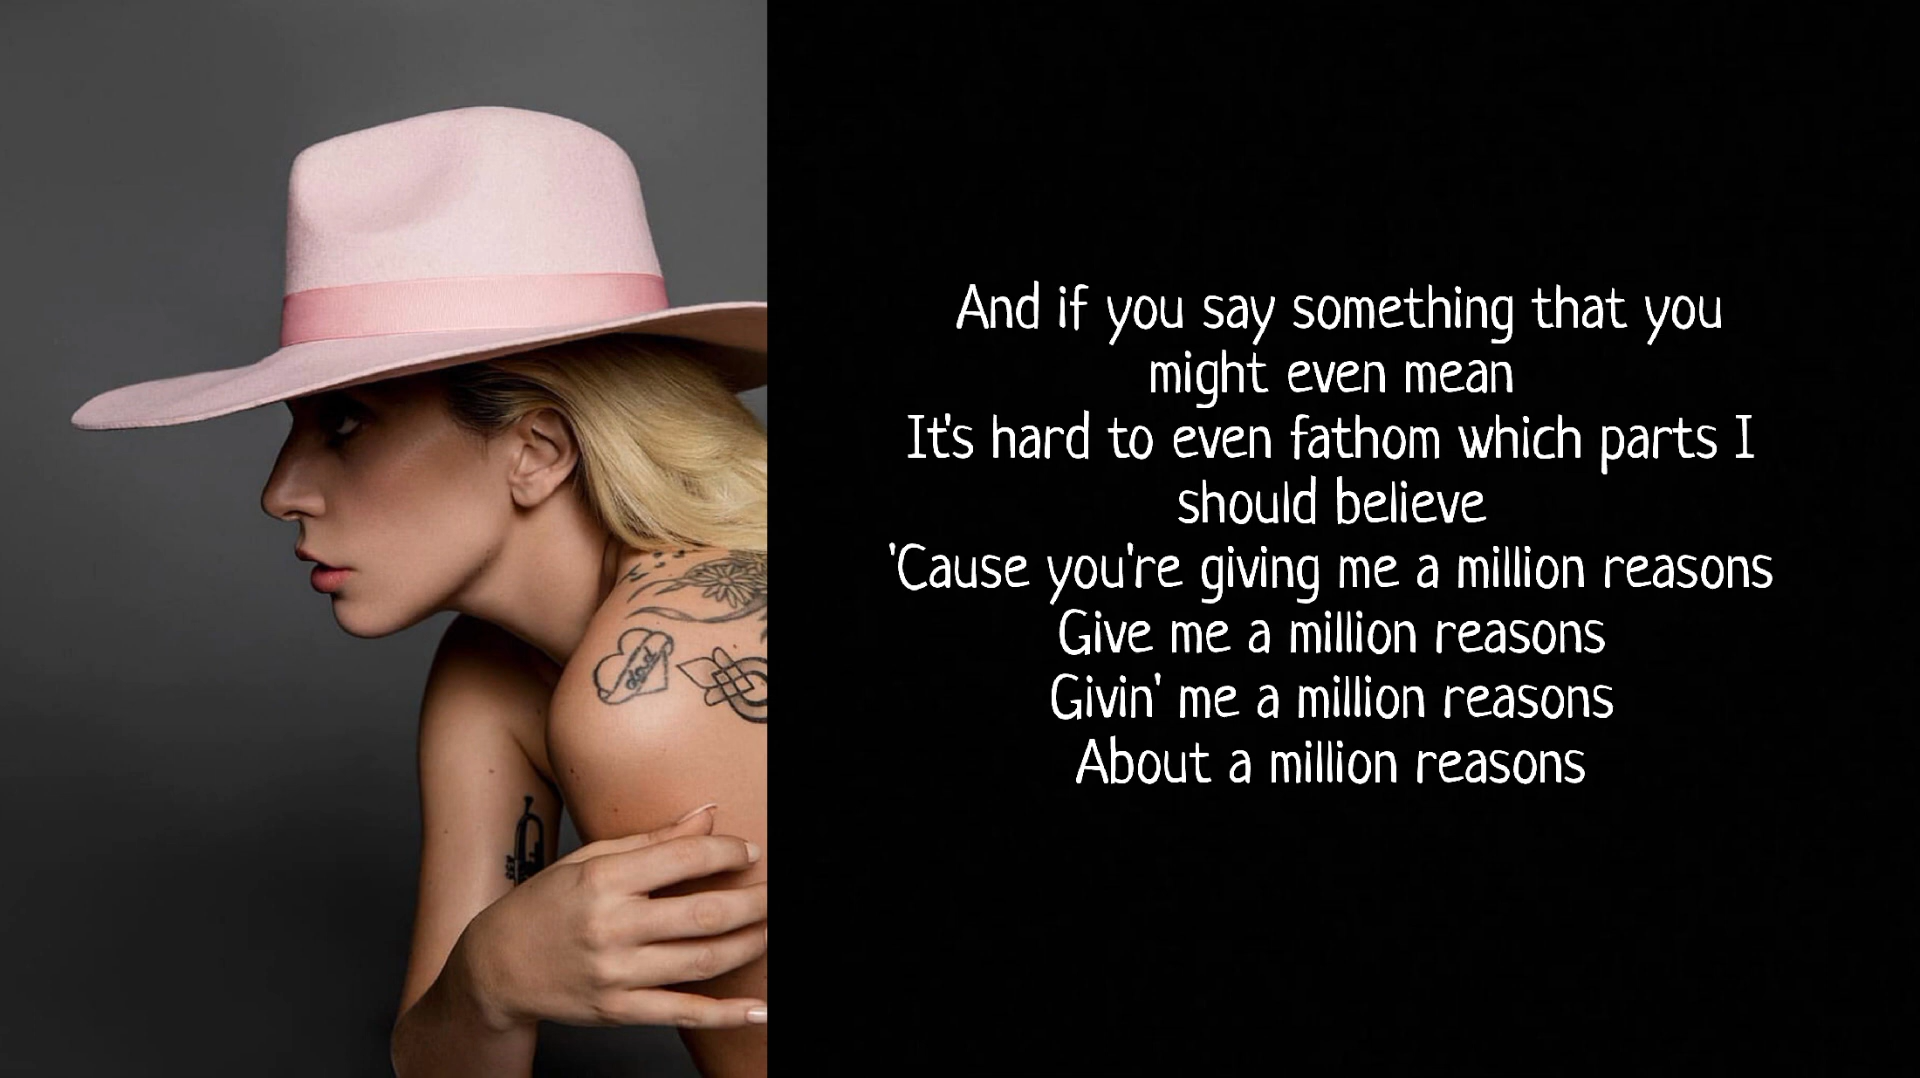 And if you say something that you
might even mean
It's hard to even fathom which parts I
should believe
'Cause you're giving me a million reasons
Give me a million reasons
Givin' me a million reasons
About a million reasons
dad